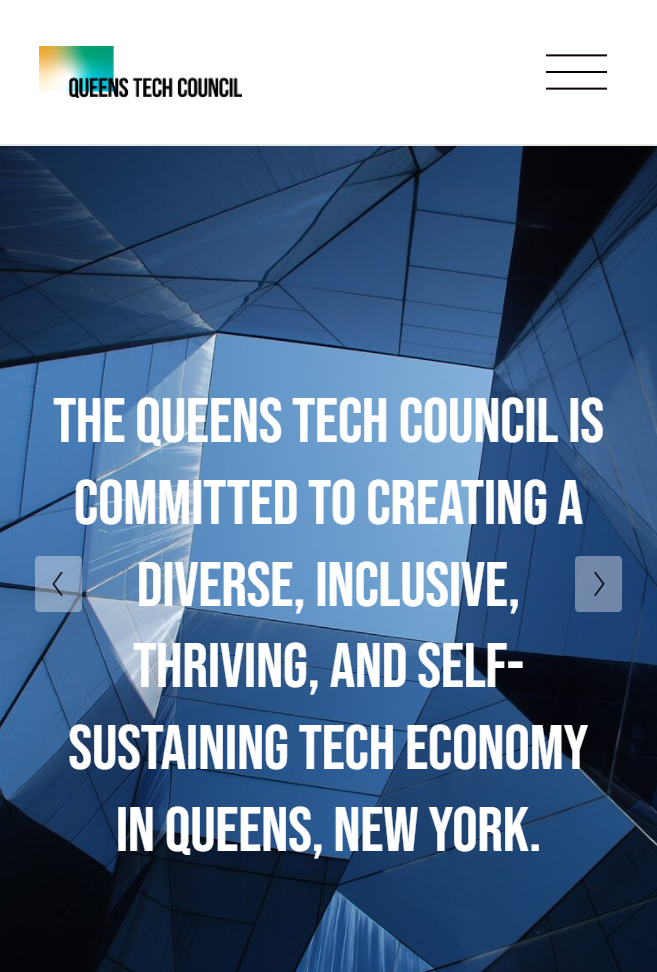 QUEENS TECH COUNCIL
THE QUEENS TECH COUNCIL IS
COMMITTED TO CREATING A
DIVERSE, INCLUSIVE,
THRIVING, AND SELF-
SUSTAINING TECH ECONOMY
IN QUEENS, NEW YORK.